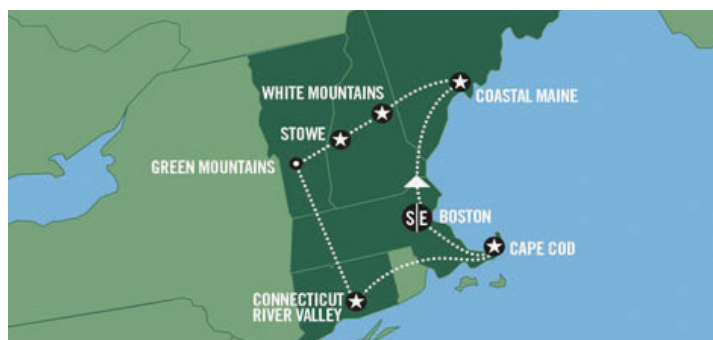 WHITE MOUNTAINS
COASTAL MAINE
STOWE
GREEN MOUNTAINS
S E BOSTON
CAPE COD
CONNECTICUT
RIVER VALLEY